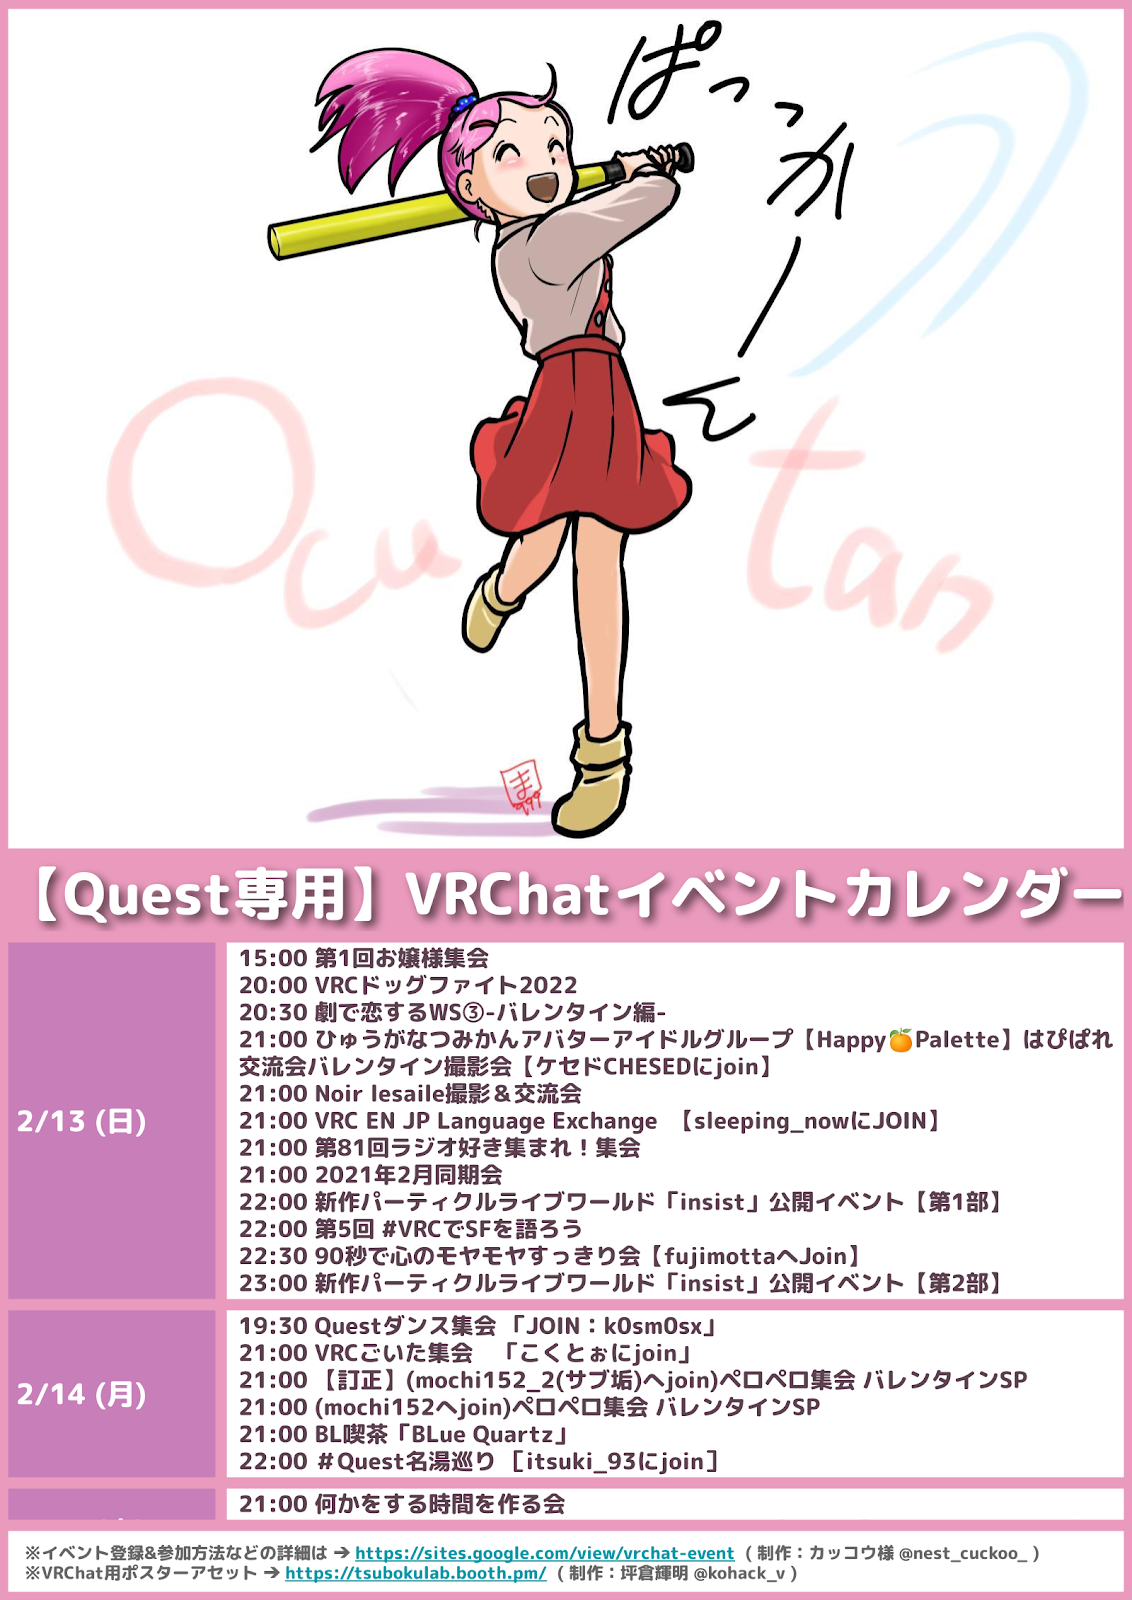 ぱっっかーん
Ocu tan
ま
999
【Quest専用】VRChatイベントカレンダー
2/13 (日)
15:00 第1回お嬢様集会
20:00 VRCドッグファイト2022
20:30 劇で恋するWS③-バレンタイン編-
21:00 ひゅうがなつみかんアバターアイドルグループ【Happy🍊Palette】はぴぱれ
交流会バレンタイン撮影会【ケセドCHESEDにjoin】
21:00 Noir lesaile撮影＆交流会
21:00 VRC EN JP Language Exchange 【sleeping_nowにJOIN】
21:00 第81回ラジオ好き集まれ！集会
21:00 2021年2月同期会
22:00 新作パーティクルライブワールド「insist」公開イベント【第1部】
22:00 第5回 #VRCでSFを語ろう
22:30 90秒で心のモヤモヤすっきり会【fujimottaへJoin】
23:00 新作パーティクルライブワールド「insist」公開イベント【第2部】
2/14 (月)
19:30 Questダンス集会 「JOIN：k0sm0sx」
21:00 VRCごいた集会　「こくとぉにjoin」
21:00 【訂正】(mochi152_2(サブ垢)へjoin)ペロペロ集会 バレンタインSP
21:00 (mochi152へjoin)ペロペロ集会 バレンタインSP
21:00 BL喫茶「BLue Quartz」
22:00 ＃Quest名湯巡り ［itsuki_93にjoin］
21:00 何かをする時間を作る会
※イベント登録&参加方法などの詳細は ➔ https://sites.google.com/view/vrchat-event ( 制作：カッコウ様 @nest_cuckoo_ )
※VRChat用ポスターアセット ➔ https://tsubokulab.booth.pm/ ( 制作：坪倉輝明 @kohack_v )